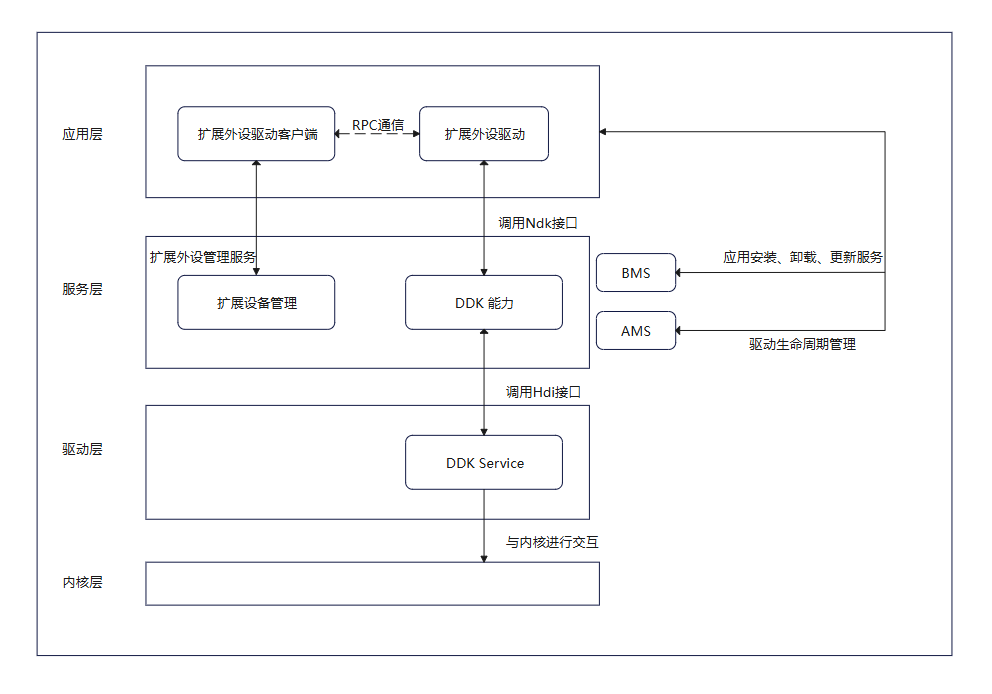 应用层
扩展外设驱动客户端
RPC通信
扩展外设驱动
调用Ndk接口
扩展外设管理服务
服务层
扩展设备管理
DDK 能力
BMS
应用安装、卸载、更新服务
AMS
驱动生命周期管理
调用Hdi接口
驱动层
DDK Service
与内核进行交互
内核层